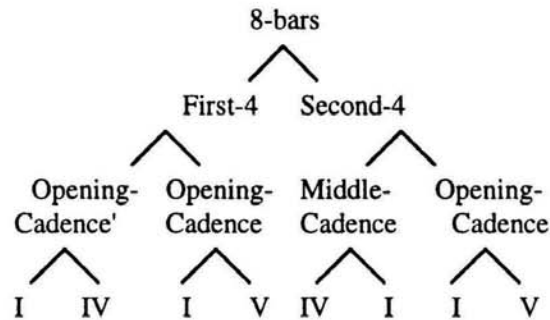 8-bars
First-4 Second-4
Opening- Opening- Middle- Opening-
Cadence' Cadence Cadence Cadence
I IV I V IV I I V